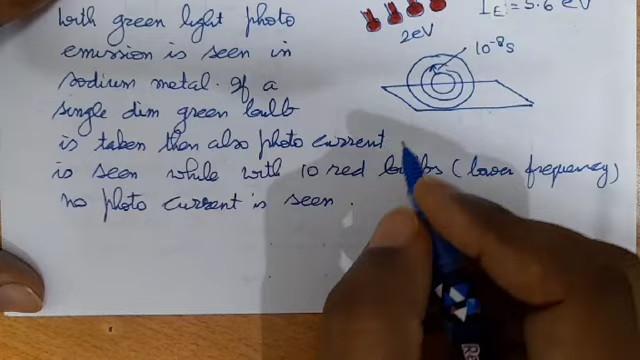 With green light photo
emission is seen in
sodium metal. If a
single dim green bulb
is taken then also photo current
is seen while with 10 red bulbs (lower frequency)
no photo current is seen.
2eV
10⁻⁸s
I_E = 5.6 eV